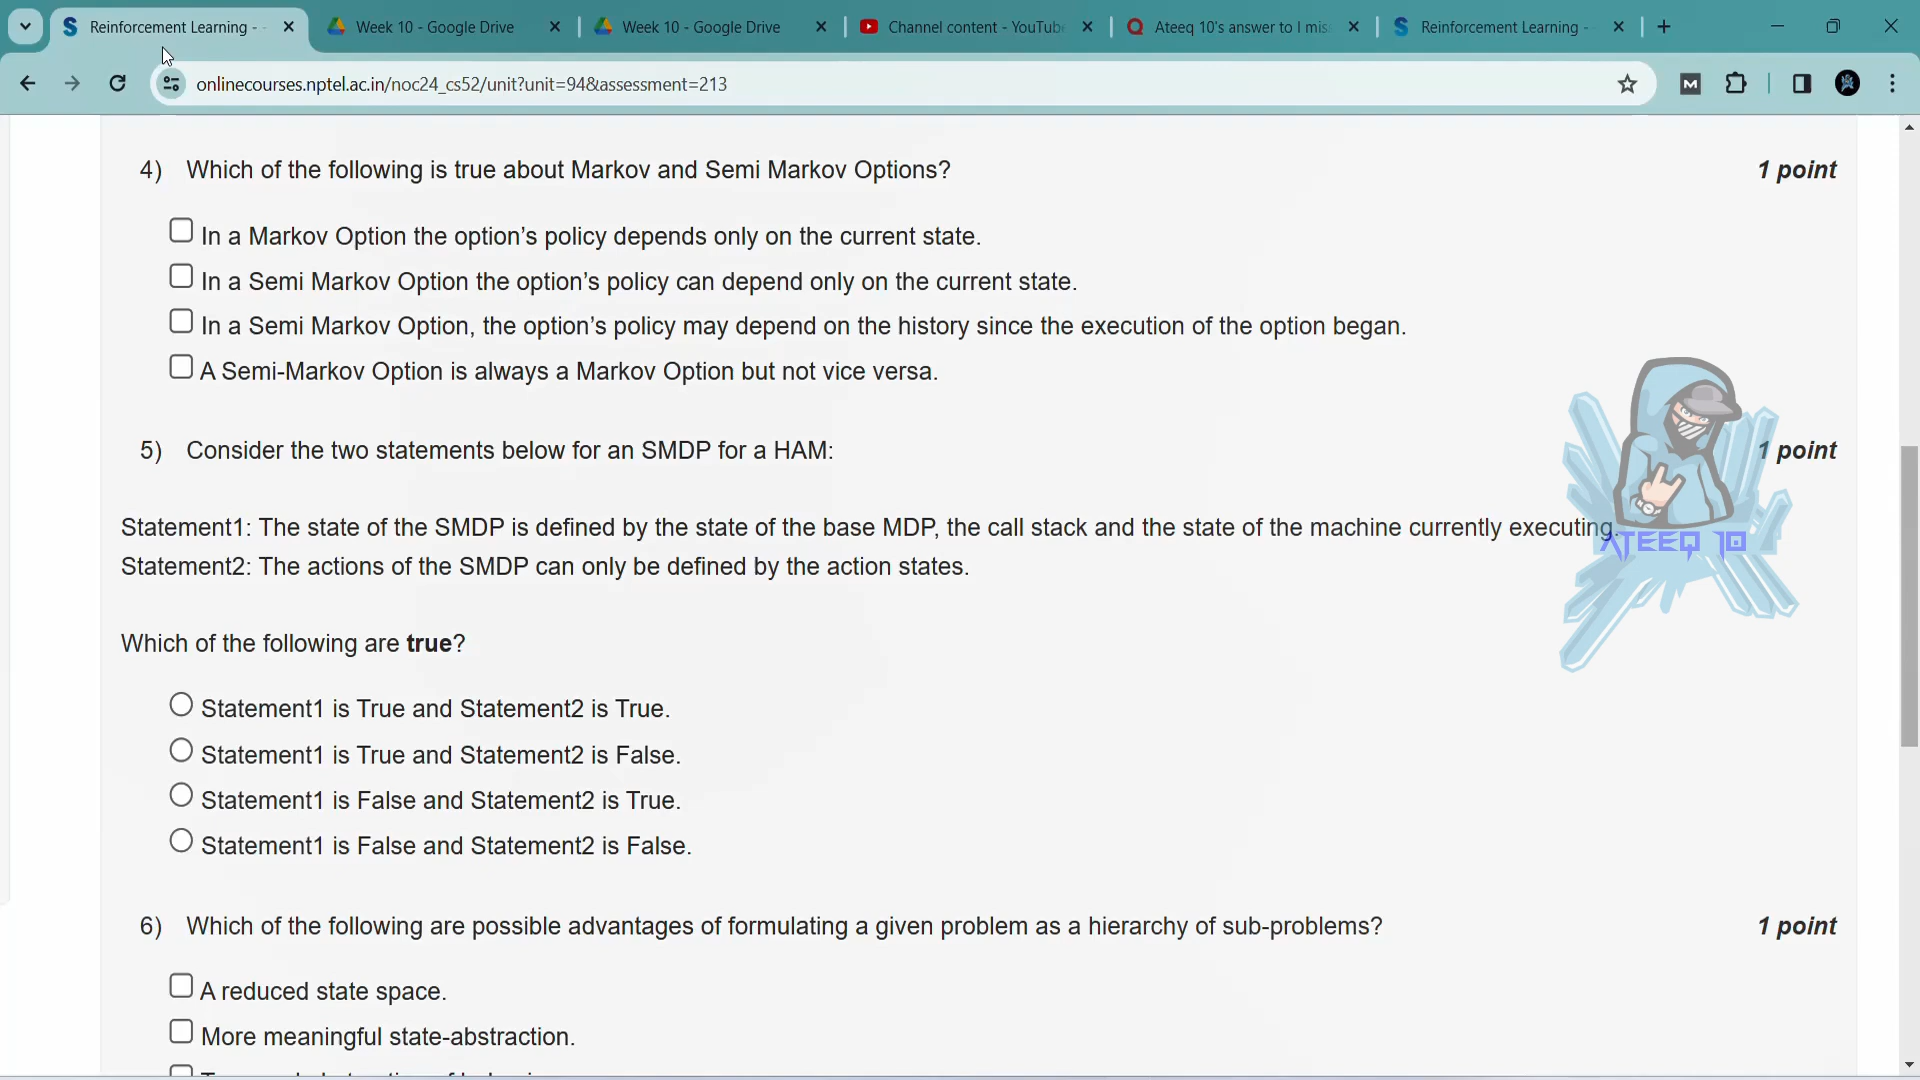 Reinforcement Learning - -
Week 10 - Google Drive
Week 10 - Google Drive
Channel content - YouTube
Ateeq 10's answer to I mis
Reinforcement Learning -
onlinecourses.nptel.ac.in/noc24_cs52/unit?unit=94&assessment=213
4) Which of the following is true about Markov and Semi Markov Options? 1 point
In a Markov Option the option’s policy depends only on the current state.
In a Semi Markov Option the option’s policy can depend only on the current state.
In a Semi Markov Option, the option’s policy may depend on the history since the execution of the option began.
A Semi-Markov Option is always a Markov Option but not vice versa.
5) Consider the two statements below for an SMDP for a HAM: 1 point
Statement1: The state of the SMDP is defined by the state of the base MDP, the call stack and the state of the machine currently executing.
ATEEQ 10
Statement2: The actions of the SMDP can only be defined by the action states.
Which of the following are true?
Statement1 is True and Statement2 is True.
Statement1 is True and Statement2 is False.
Statement1 is False and Statement2 is True.
Statement1 is False and Statement2 is False.
6) Which of the following are possible advantages of formulating a given problem as a hierarchy of sub-problems? 1 point
A reduced state space.
More meaningful state-abstraction.